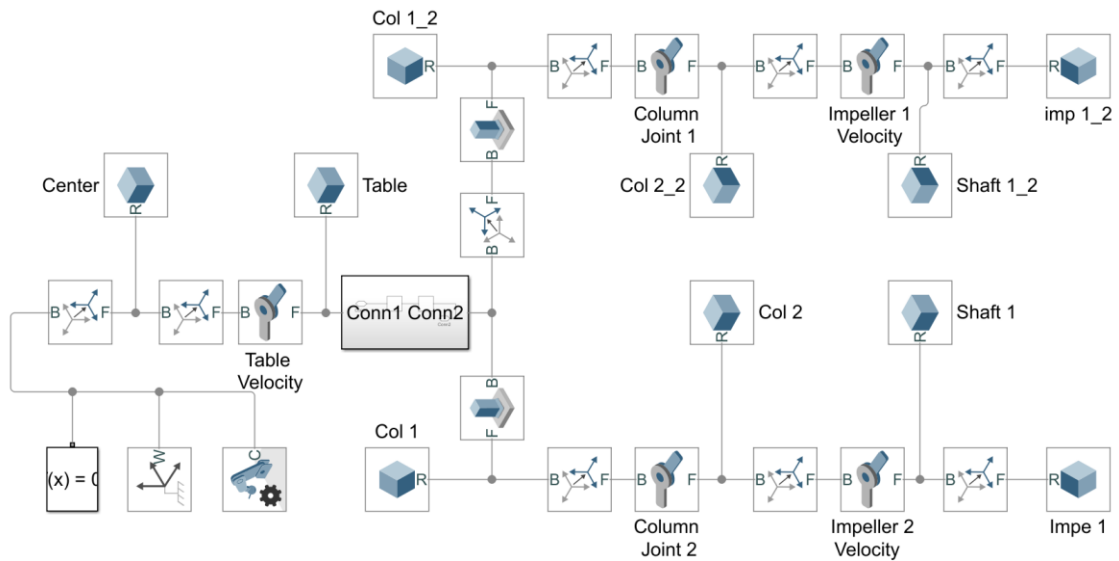 Col 1_2
R
B F
B F
B F
B F
B F
R
Column
Joint 1
Impeller 1
Velocity
imp 1_2
F
B
Center
R
Table
R
Col 2_2
R
Shaft 1_2
R
F
B
B F
B F
B F
Conn1 Conn2
Table
Velocity
Col 2
R
Shaft 1
R
B
F
Col 1
R
(x) = 0
W
C
B F
B F
B F
B F
B F
R
Column
Joint 2
Impeller 2
Velocity
Impe 1